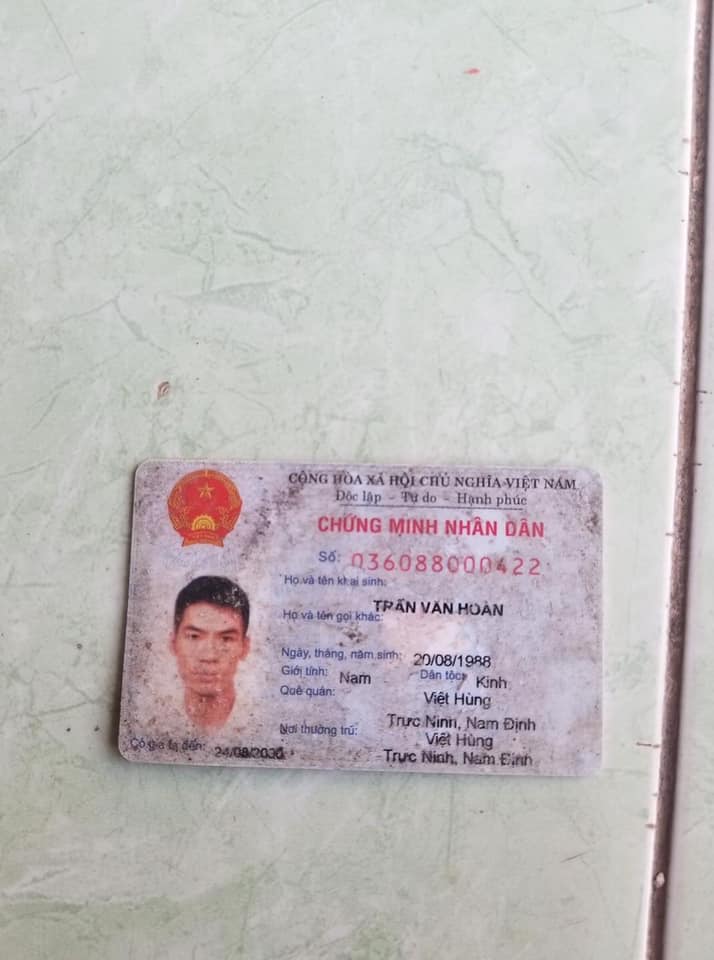 CỘNG HÒA XÃ HỘI CHỦ NGHĨA VIỆT NAM
Độc lập - Tự do - Hạnh phúc
CHỨNG MINH NHÂN DÂN
Số: 036088000422
Họ và tên khai sinh:
TRẦN VĂN HOÀN
Họ và tên gọi khác:
Ngày, tháng, năm sinh: 20/08/1988
Giới tính: Nam Dân tộc: Kinh
Quê quán: Việt Hùng
Trực Ninh, Nam Định
Nơi thường trú: Việt Hùng
Trực Ninh, Nam Định
Có giá trị đến: 24/08/2030